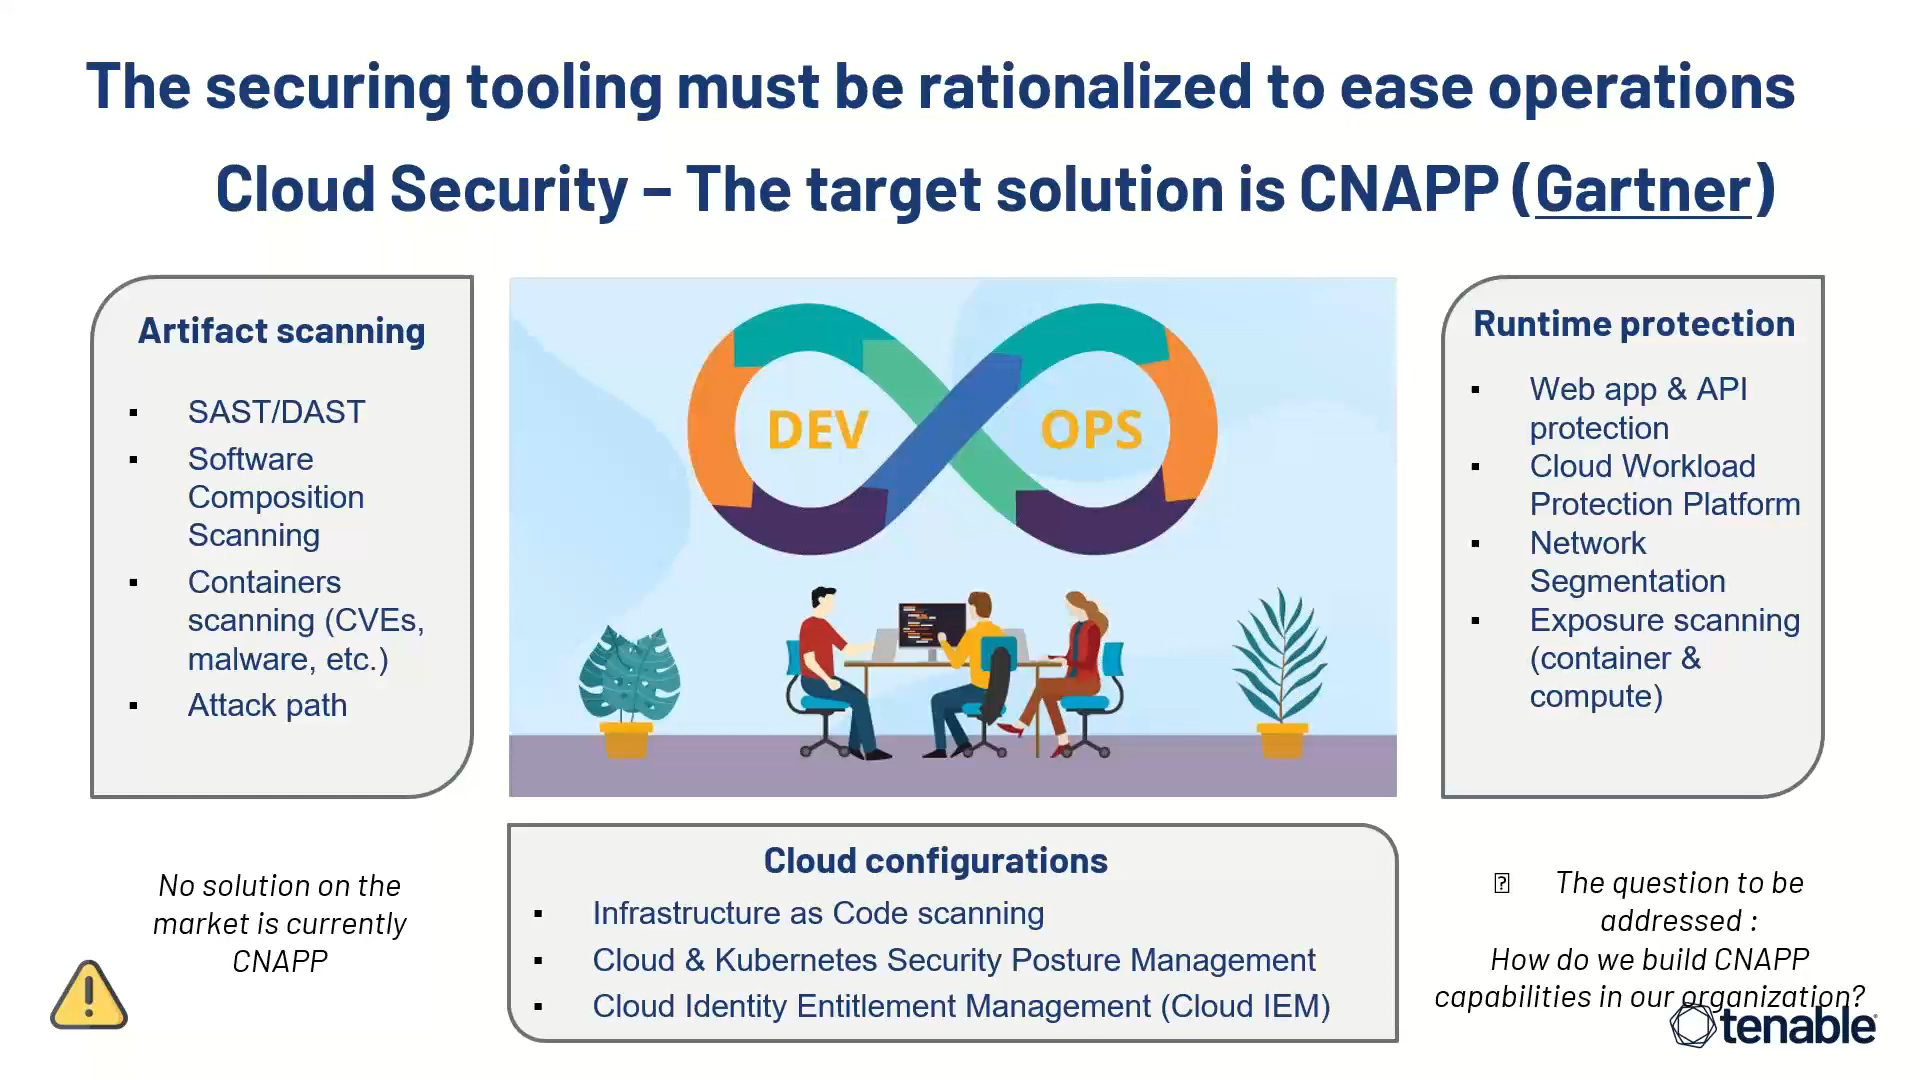 The securing tooling must be rationalized to ease operations
Cloud Security – The target solution is CNAPP (Gartner)
Artifact scanning
▪ SAST/DAST
▪ Software
Composition
Scanning
▪ Containers
scanning (CVEs,
malware, etc.)
▪ Attack path
DEV
OPS
Runtime protection
▪ Web app & API
protection
▪ Cloud Workload
Protection Platform
▪ Network
Segmentation
▪ Exposure scanning
(container &
compute)
No solution on the
market is currently
CNAPP
Cloud configurations
▪ Infrastructure as Code scanning
▪ Cloud & Kubernetes Security Posture Management
▪ Cloud Identity Entitlement Management (Cloud IEM)
The question to be
addressed :
How do we build CNAPP
capabilities in our organization?
tenable